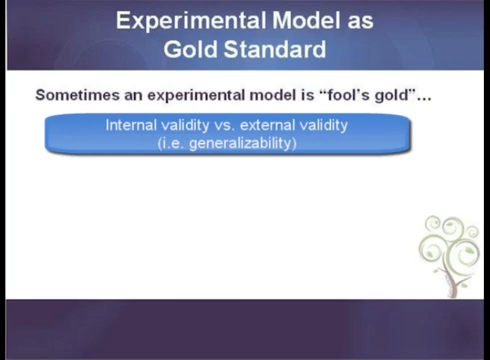 Experimental Model as
Gold Standard
Sometimes an experimental model is “fool’s gold”…
Internal validity vs. external validity
(i.e. generalizability)